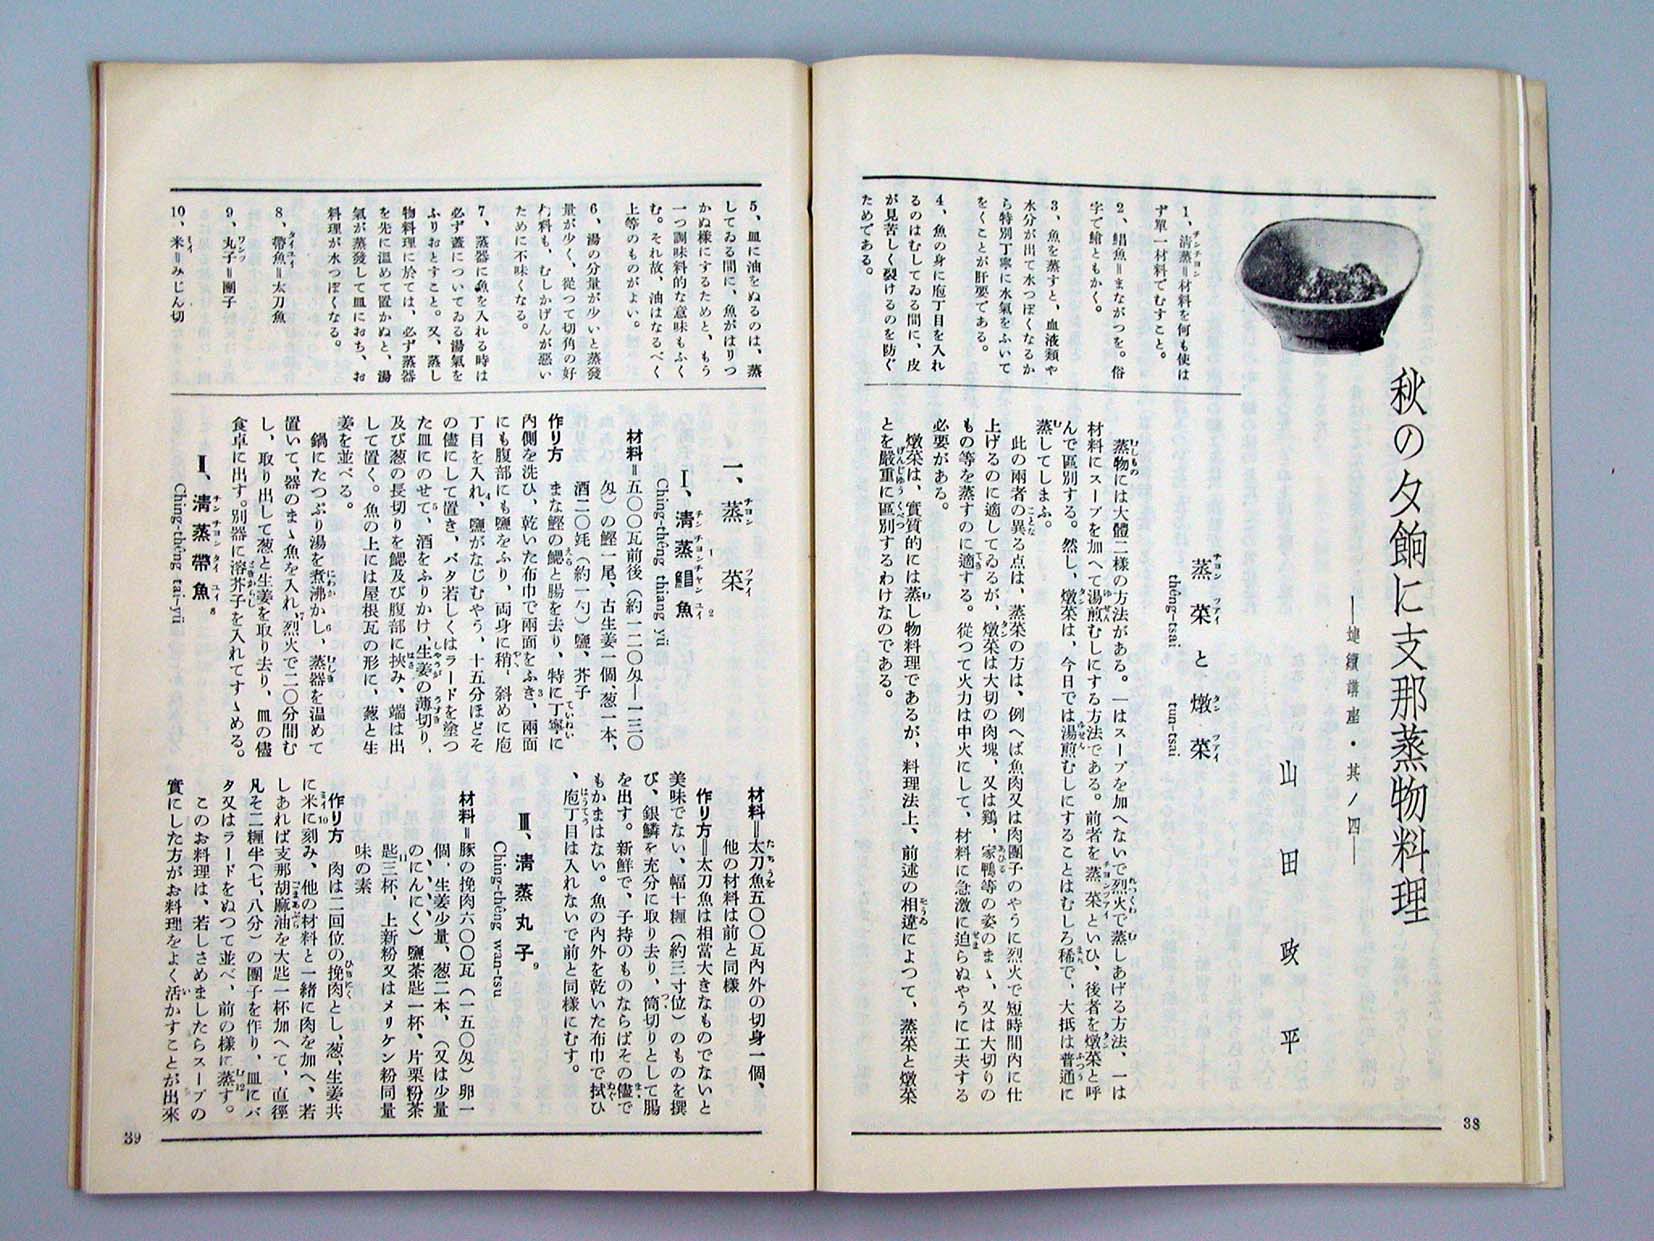 秋の夕餉に支那蒸物料理
―連續講座・其ノ四―
山田政平
蒸菜と燉菜
thêng-tsai
tun-tsai
蒸物には大體二樣の方法がある。一はスープを加へないで烈火で蒸しあげる方法、一は
材料にスープを加へて湯煎むしにする方法である。前者を蒸菜といひ、後者を燉菜と呼
んで區別する。然し、燉菜は、今日では湯煎むしにすることはむしろ稀で、大抵は普通に
蒸してしまふ。
此の兩者の異る点は、蒸菜の方は、例へば魚肉又は肉團子のやうに烈火で短時間內に仕
上げるのに適してゐるが、燉菜は大切の肉塊、又は鶏、家鴨等の姿のまゝ、又は大切りの
もの等を蒸すのに適する。從つて火力は中火にして、材料に急激に迫らぬやうに工夫する
必要がある。
燉菜は、實質的には蒸し物料理であるが、料理法上、前述の相違によつて、蒸菜と燉菜
とを嚴重に區別するわけなのである。
1、清蒸=材料を何も使は
ず單一材料でむすこと。
2、鯧魚=まながつを。俗
字で鯧ともかく。
3、魚を蒸すと、血液類や
水分が出て水つぽくなるか
ら特別丁寧に水氣をふいて
をくことが肝要である。
4、魚の身に庖丁目を入れ
るのはむしてゐる間に、皮
が見苦しく裂けるのを防ぐ
ためである。
38
5、皿に油をぬるのは、蒸
してゐる間に、魚がはりつ
かぬ樣にするためと、もう
一つ調味料的な意味もふく
む。それ故、油はなるべく
上等のものがよい。
6、湯の分量が少いと蒸發
量が少く、從つて切角の好
材料も、むしかげんが惡い
ために不味くなる。
7、蒸器に魚を入れる時は
必ず蓋についてゐる湯氣を
ふりおとすこと。又、蒸し
物料理に於ては、必ず蒸器
を先に溫めて置かぬと、湯
氣が蒸發して皿におち、お
料理が水つぽくなる。
8、帶魚=太刀魚
9、丸子=團子
10、米=みじん切
一、蒸菜
Ⅰ、清蒸鯧魚
Ching-thêng thiang yü
材料=五〇〇瓦前後(約一二〇匁―一三〇
匁)の鰹一尾、古生姜一個、葱一本、
酒二〇竓(約一勺)鹽、芥子
作り方 まな鰹の鰓と腸を去り、特に丁寧に
內側を洗ひ、乾いた布巾で兩面をふき、兩面
にも腹部にも鹽をふり、両身に稍、斜めに庖
丁目を入れ、鹽がなじむやう、十五分ほどそ
の儘にして置き、バタ若しくはラードを塗つ
た皿にのせて、酒をふりかけ、生姜の薄切り、
及び葱の長切りを鰓及び腹部に挾み、端は出
して置く。魚の上には屋根瓦の形に、葱と生
姜を並べる。
鍋にたつぷり湯を煮沸かし、蒸器を溫めて
置いて、器のまゝ魚を入れ、烈火で二〇分間む
し、取り出して葱と生姜を取り去り、皿の儘
食卓に出す。別器に溶芥子を入れてすゝめる。
Ⅱ、清蒸帶魚
Ching-thêng tai-yü
材料=太刀魚五〇〇瓦內外の切身一個、
他の材料は前と同樣
作り方=太刀魚は相當大きなものでないと
美味でない、幅十糎(約三寸位)のものを撰
び、銀鱗を充分に取り去り、筒切りとして腸
を出す。新鮮で、子持のものならばその儘で
もかまはない。魚の內外を乾いた布巾で拭ひ
、庖丁目は入れないで前と同樣にむす。
Ⅲ、清蒸丸子
Ching-thêng wan-tsu
材料=豚の挽肉六〇〇瓦(一五〇匁)卵一
個、生姜少量、葱二本、(又は少量
のにんにく)鹽茶匙一杯、片栗粉茶
匙三杯、上新粉又はメリケン粉同量
味の素
作り方 肉は二回位の挽肉とし、葱、生姜共
に米に刻み、他の材料と一緒に肉を加へ、若
しあれば支那胡麻油を大匙一杯加へて、直徑
凡そ二糎半(七、八分)の團子を作り、皿にバ
タ又はラードをぬつて並べ、前の樣に蒸す。
このお料理は、若しさめましたらスープの
實にした方がお料理をよく活かすことが出來
39